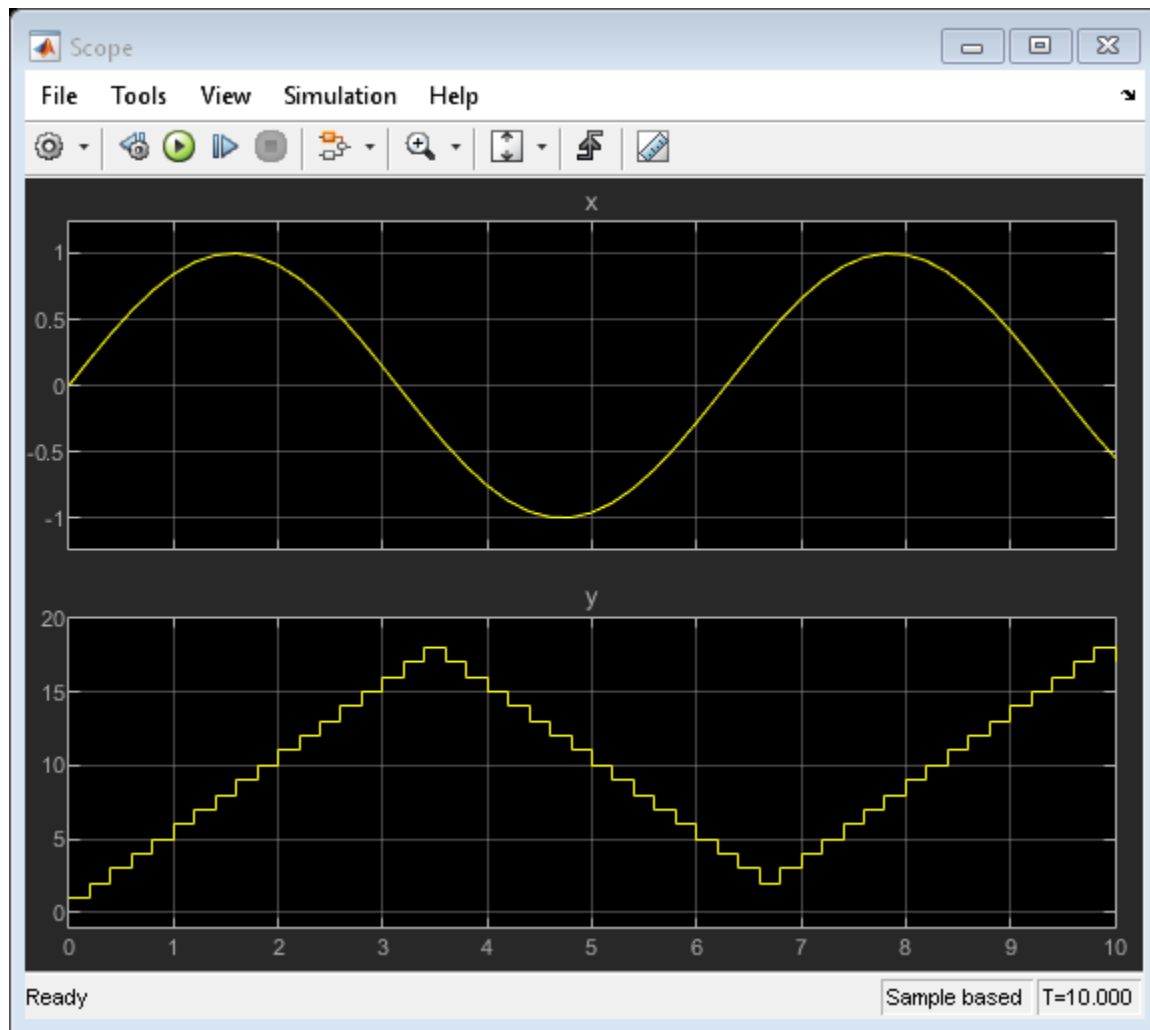 Scope
File Tools View Simulation Help
x
1
0.5
0
-0.5
-1
y
20
15
10
5
0
0 1 2 3 4 5 6 7 8 9 10
Ready Sample based T=10.000